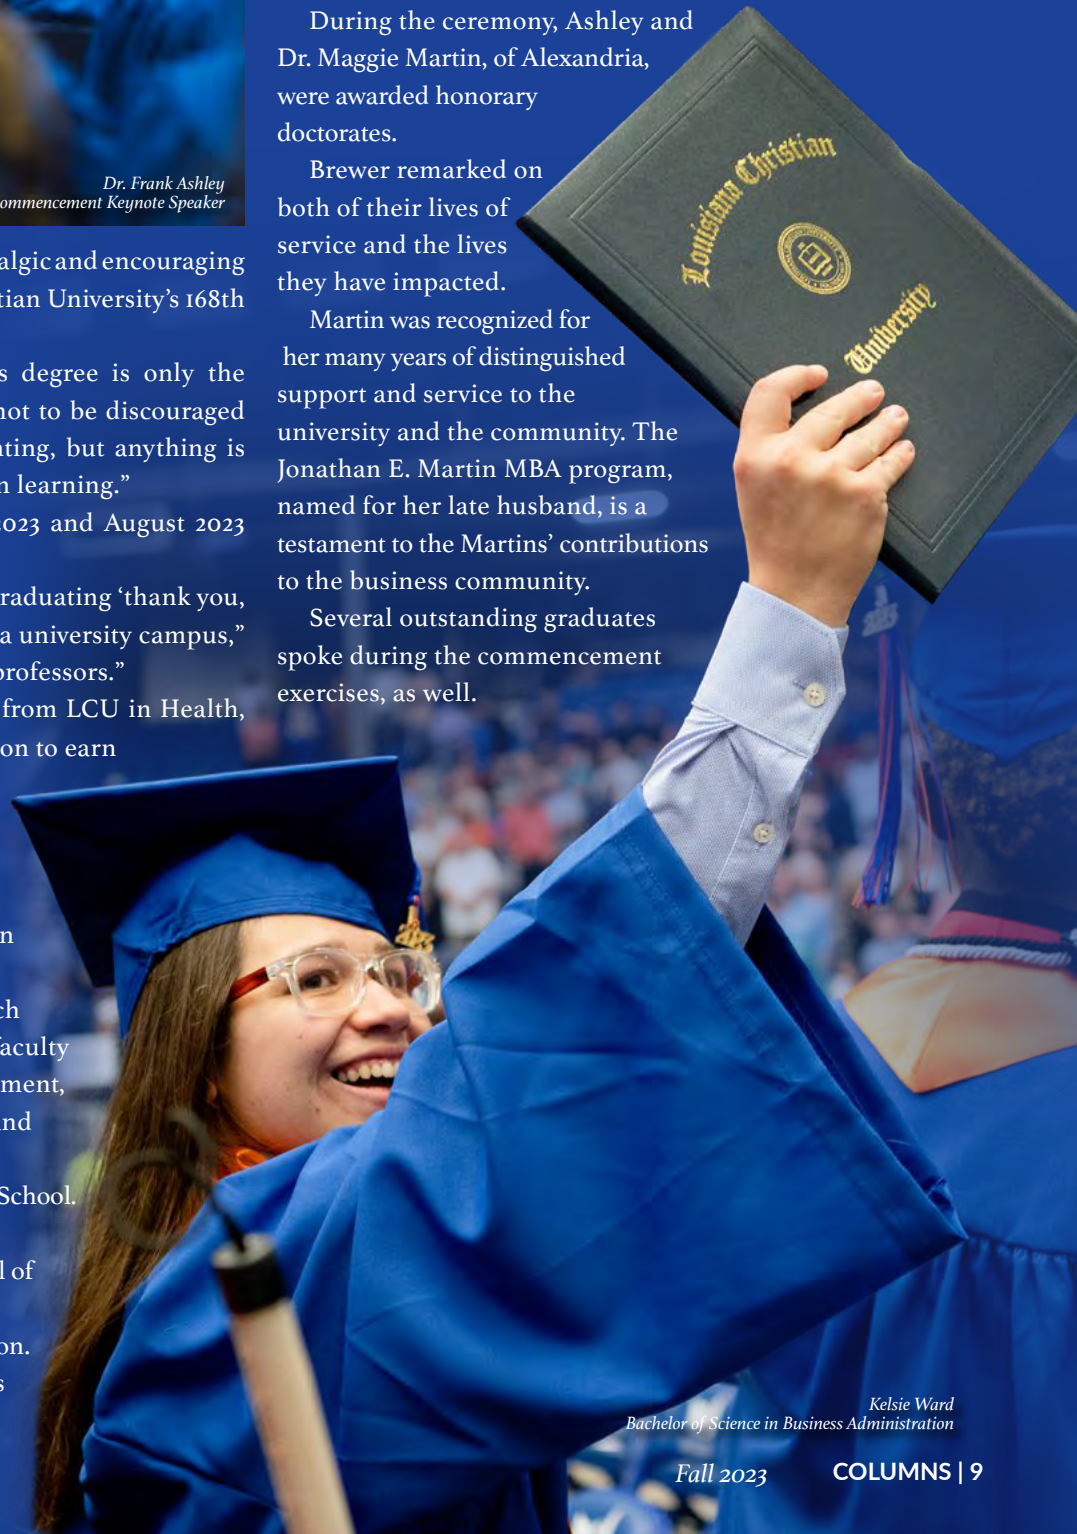 Dr. Frank Ashley
ommencement Keynote Speaker
algic and encouraging
tian University’s 168th
s degree is only the
not to be discouraged
ating, but anything is
n learning.”
2023 and August 2023
raduating ‘thank you,
a university campus,”
professors.”
from LCU in Health,
on to earn
n
ch
faculty
ment,
and
School.
l of
on.
s
During the ceremony, Ashley and
Dr. Maggie Martin, of Alexandria,
were awarded honorary
doctorates.
Brewer remarked on
both of their lives of
service and the lives
they have impacted.
Martin was recognized for
her many years of distinguished
support and service to the
university and the community. The
Jonathan E. Martin MBA program,
named for her late husband, is a
testament to the Martins’ contributions
to the business community.
Several outstanding graduates
spoke during the commencement
exercises, as well.
Louisiana Christian
University
Kelsie Ward
Bachelor of Science in Business Administration
Fall 2023 COLUMNS | 9